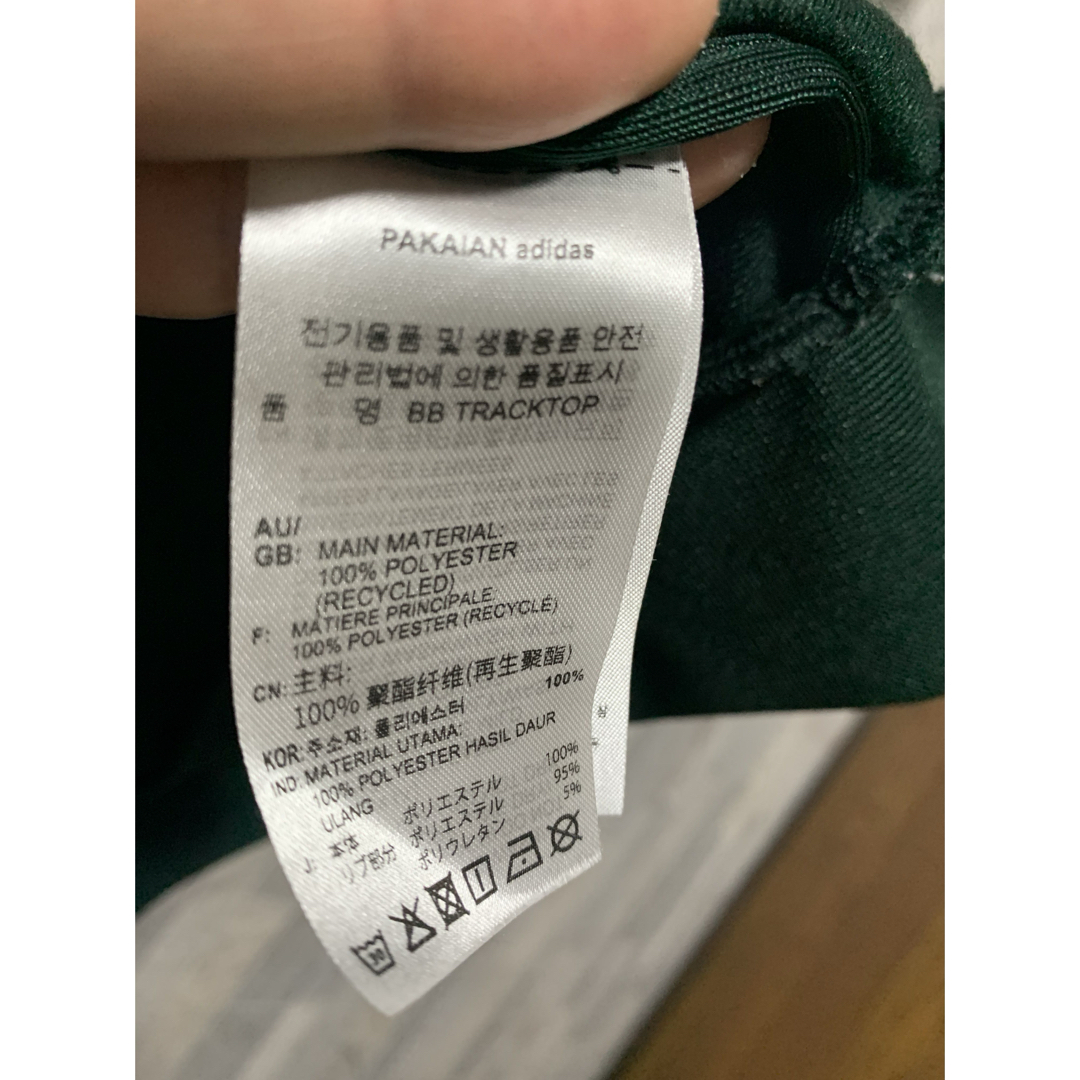 PAKAIAN adidas
전기용품 및 생활용품 안전
관리법에 의한 품질표시
품 명 BB TRACKTOP
AU/
GB: MAIN MATERIAL:
100% POLYESTER
(RECYCLED)
F: MATIERE PRINCIPALE:
100% POLYESTER (RECYCLÉ)
CN: 主料:
100% 聚酯纤维(再生聚酯)
KOR: 주소재: 폴리에스터 100%
IND: MATERIAL UTAMA:
100% POLYESTER HASIL DAUR
ULANG
J: 本体 ポリエステル 100%
リブ部分 ポリエステル 95%
ポリウレタン 5%
30